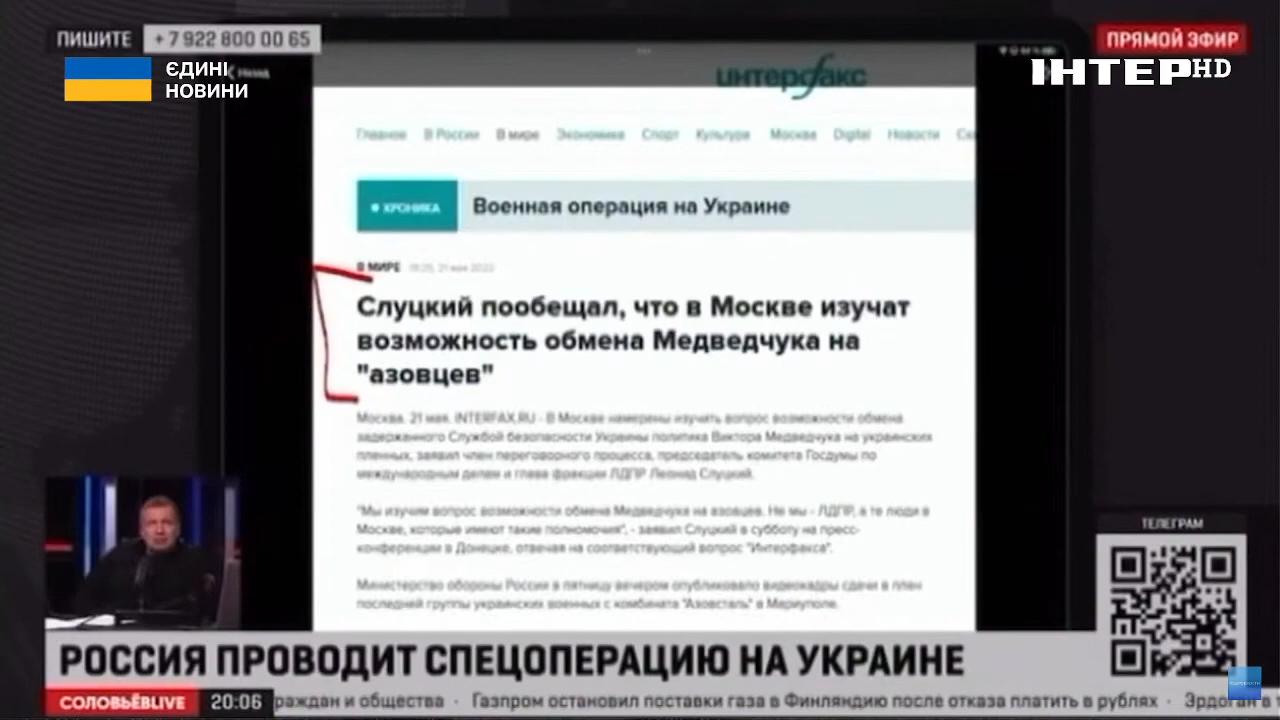 ПИШИТЕ
+ 7 922 800 00 65
ПРЯМОЙ ЭФИР
ЄДИНІ
НОВИНИ
Назад
ІНТЕР HD
интерфакс
Главное В России В мире Экономика Спорт Культура Москва Digital Новости
ХРОНИКА
Военная операция на Украине
В МИРЕ
Слуцкий пообещал, что в Москве изучат
возможность обмена Медведчука на
"азовцев"
Москва. 21 мая. INTERFAX.RU - В Москве намерены изучать вопрос возможности обмена
задержанного Службой безопасности Украины политика Виктора Медведчука на украинских
пленных, заявил член переговорного процесса, председатель комитета Госдумы по
международным делам и глава фракции ЛДПР Леонид Слуцкий.
"Мы изучим вопрос возможности обмена Медведчука на азовцев. Не мы - ЛДПР, а те люди в
Москве, которые имеют такие полномочия", - заявил Слуцкий в субботу на пресс-
конференции в Донецке, отвечая на соответствующий вопрос "Интерфакса".
Министерство обороны России в пятницу вечером опубликовало видеокадры сдачи в плен
последней группы украинских военных с комбината "Азовсталь" в Мариуполе.
ТЕЛЕГРАМ
РОССИЯ ПРОВОДИТ СПЕЦОПЕРАЦИЮ НА УКРАИНЕ
СОЛОВЬЁВLIVE 20:06 раждан и общества · Газпром остановил поставки газа в Финляндию после отказа платить в рублях · Эрдоган в